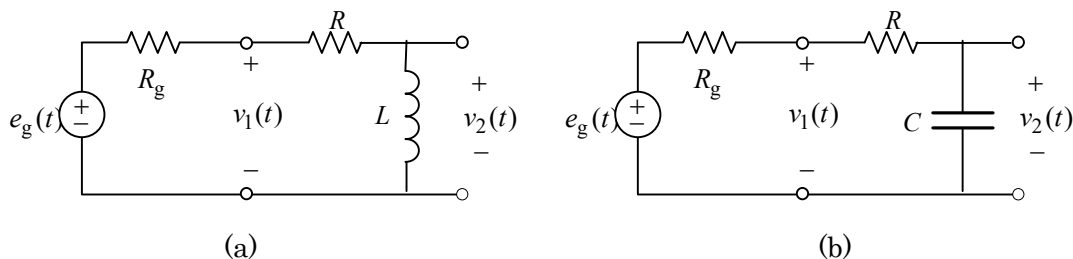 R
R_g
+
e_g(t)
+
−
v_1(t)
L
+
v_2(t)
−
−
(a)
R
R_g
+
e_g(t)
+
−
v_1(t)
C
+
v_2(t)
−
−
(b)